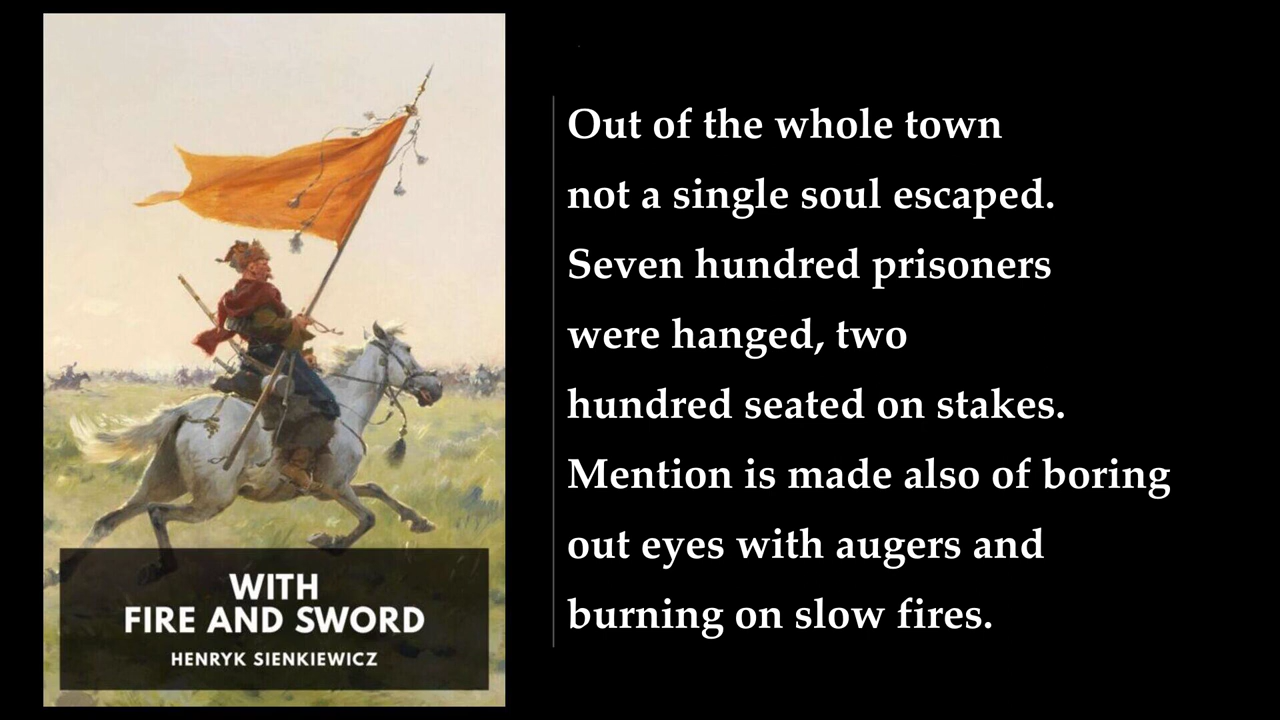 WITH
FIRE AND SWORD
HENRYK SIENKIEWICZ
Out of the whole town
not a single soul escaped.
Seven hundred prisoners
were hanged, two
hundred seated on stakes.
Mention is made also of boring
out eyes with augers and
burning on slow fires.